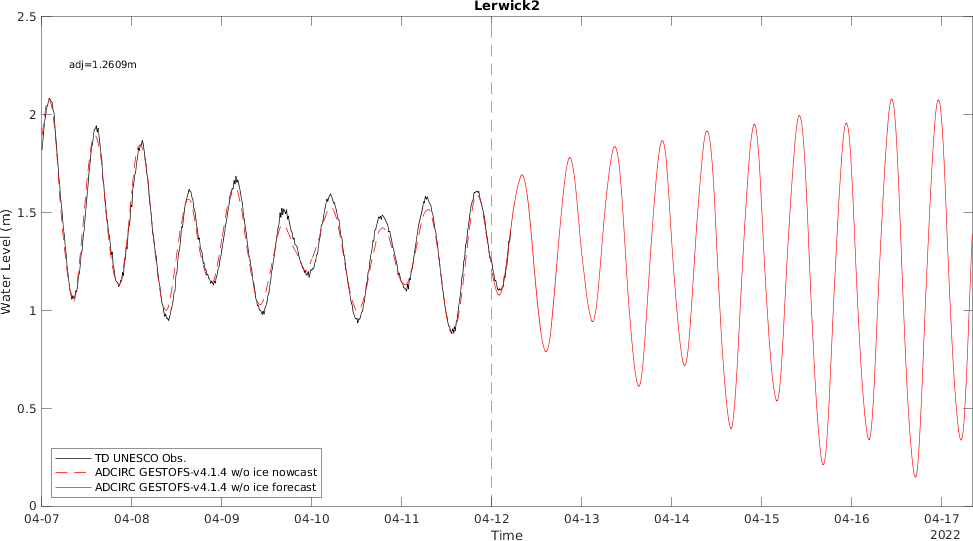 Lerwick2
adj=1.2609m
Water Level (m)
2.5
2
1.5
1
0.5
0
TD UNESCO Obs.
ADCIRC GESTOFS-v4.1.4 w/o ice nowcast
ADCIRC GESTOFS-v4.1.4 w/o ice forecast
04-07 04-08 04-09 04-10 04-11 04-12 04-13 04-14 04-15 04-16 04-17
Time
2022